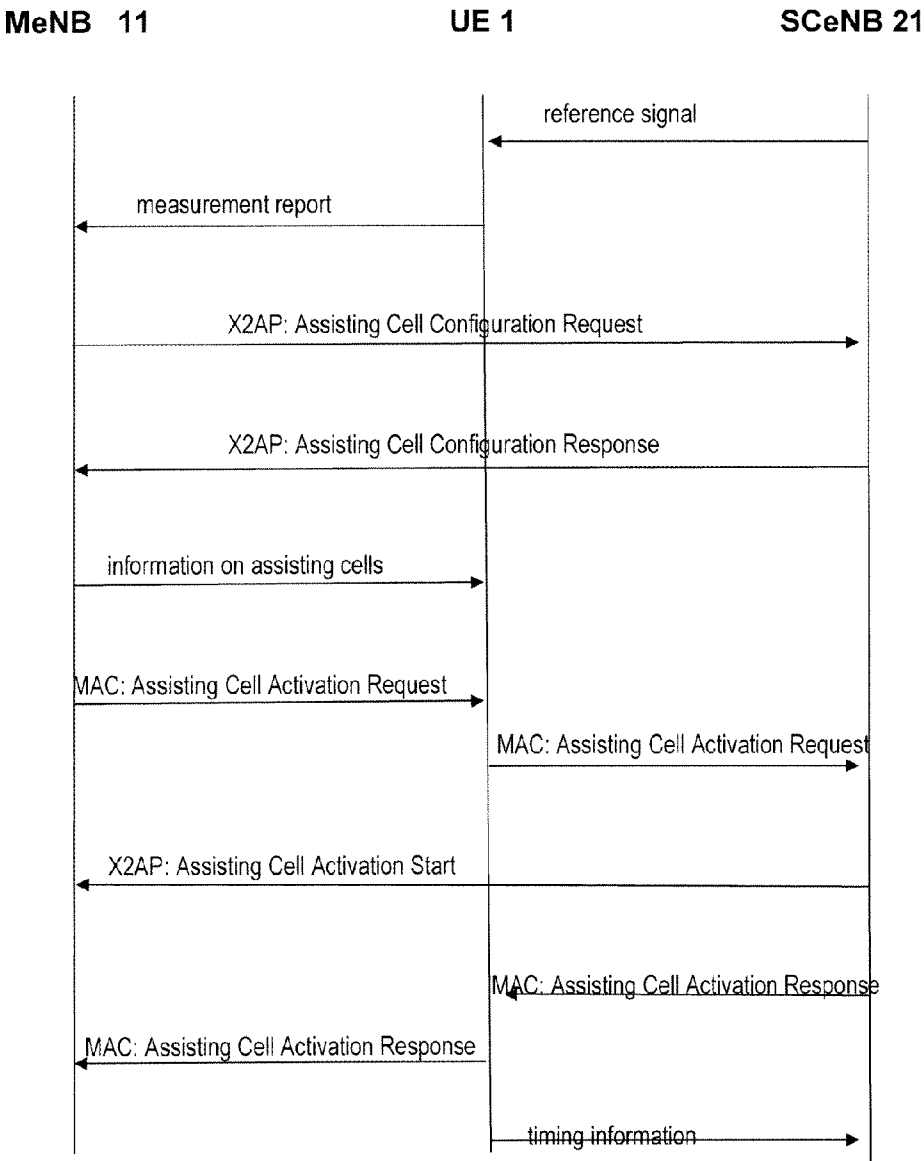 MeNB 11 UE 1 SCeNB 21
reference signal
measurement report
X2AP: Assisting Cell Configuration Request
X2AP: Assisting Cell Configuration Response
information on assisting cells
MAC: Assisting Cell Activation Request
MAC: Assisting Cell Activation Request
X2AP: Assisting Cell Activation Start
MAC: Assisting Cell Activation Response
MAC: Assisting Cell Activation Response
timing information